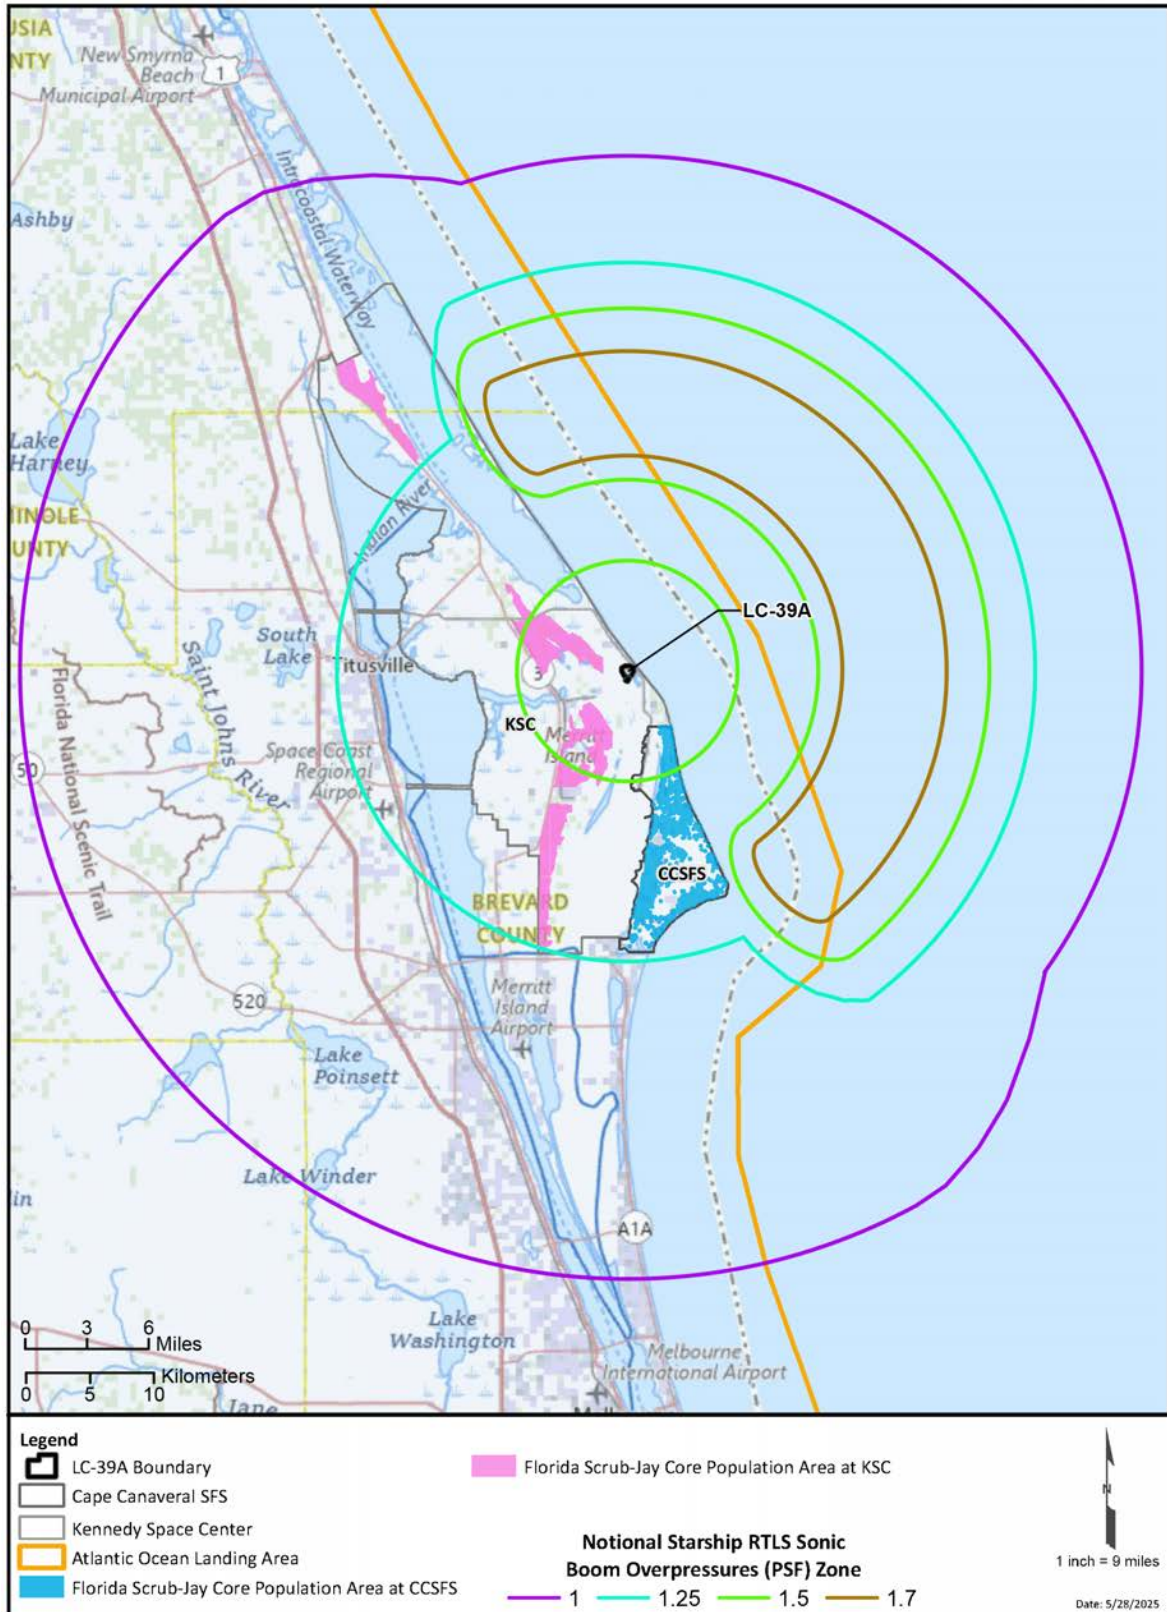 USIA
NTY
New Smyrna
Beach
Municipal Airport
1
Intracoastal Waterway
Ashby
Lake
Harney
INOLE
UNTY
Indian River
LC-39A
South
Lake
Titusville
3
Saint Johns River
Florida National Scenic Trail
KSC
Merritt
Island
50
Space Coast
Regional
Airport
CCSFS
BREVARD
COUNTY
520
Merritt
Island
Airport
Lake
Poinsett
Lake Winder
lin
A1A
Lake
Washington
Melbourne
International Airport
0 3 6
Miles
Kilometers
0 5 10
Jane
Legend
LC-39A Boundary
Cape Canaveral SFS
Kennedy Space Center
Atlantic Ocean Landing Area
Florida Scrub-Jay Core Population Area at CCSFS
Florida Scrub-Jay Core Population Area at KSC
Notional Starship RTLS Sonic
Boom Overpressures (PSF) Zone
1 1.25 1.5 1.7
N
1 inch = 9 miles
Date: 5/28/2025